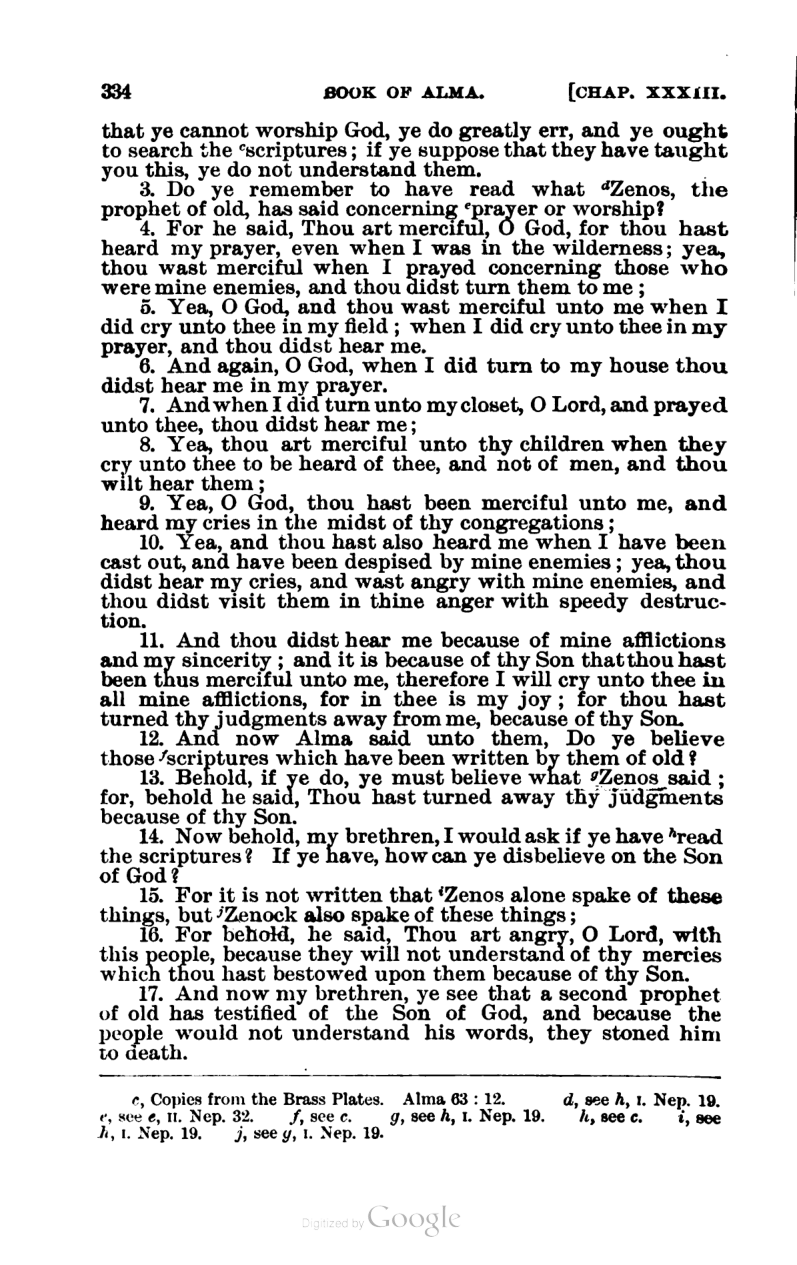 334 BOOK OF ALMA. [CHAP. XXXIII.
that ye cannot worship God, ye do greatly err, and ye ought
to search the ᶜscriptures; if ye suppose that they have taught
you this, ye do not understand them.
3. Do ye remember to have read what ᵈZenos, the
prophet of old, has said concerning ᵉprayer or worship?
4. For he said, Thou art merciful, O God, for thou hast
heard my prayer, even when I was in the wilderness; yea,
thou wast merciful when I prayed concerning those who
were mine enemies, and thou didst turn them to me;
5. Yea, O God, and thou wast merciful unto me when I
did cry unto thee in my field; when I did cry unto thee in my
prayer, and thou didst hear me.
6. And again, O God, when I did turn to my house thou
didst hear me in my prayer.
7. And when I did turn unto my closet, O Lord, and prayed
unto thee, thou didst hear me;
8. Yea, thou art merciful unto thy children when they
cry unto thee to be heard of thee, and not of men, and thou
wilt hear them;
9. Yea, O God, thou hast been merciful unto me, and
heard my cries in the midst of thy congregations;
10. Yea, and thou hast also heard me when I have been
cast out, and have been despised by mine enemies; yea, thou
didst hear my cries, and wast angry with mine enemies, and
thou didst visit them in thine anger with speedy destruc-
tion.
11. And thou didst hear me because of mine afflictions
and my sincerity; and it is because of thy Son that thou hast
been thus merciful unto me, therefore I will cry unto thee in
all mine afflictions, for in thee is my joy; for thou hast
turned thy judgments away from me, because of thy Son.
12. And now Alma said unto them, Do ye believe
those ᶠscriptures which have been written by them of old?
13. Behold, if ye do, ye must believe what ᵍZenos said;
for, behold he said, Thou hast turned away thy judgments
because of thy Son.
14. Now behold, my brethren, I would ask if ye have ʰread
the scriptures? If ye have, how can ye disbelieve on the Son
of God?
15. For it is not written that ⁱZenos alone spake of these
things, but ʲZenock also spake of these things;
16. For behold, he said, Thou art angry, O Lord, with
this people, because they will not understand of thy mercies
which thou hast bestowed upon them because of thy Son.
17. And now my brethren, ye see that a second prophet
of old has testified of the Son of God, and because the
people would not understand his words, they stoned him
to death.
c, Copies from the Brass Plates. Alma 63 : 12. d, see h, I. Nep. 19.
e, see e, II. Nep. 32. f, see c. g, see h, I. Nep. 19. h, see c. i, see
h, I. Nep. 19. j, see g, I. Nep. 19.
Digitized by Google